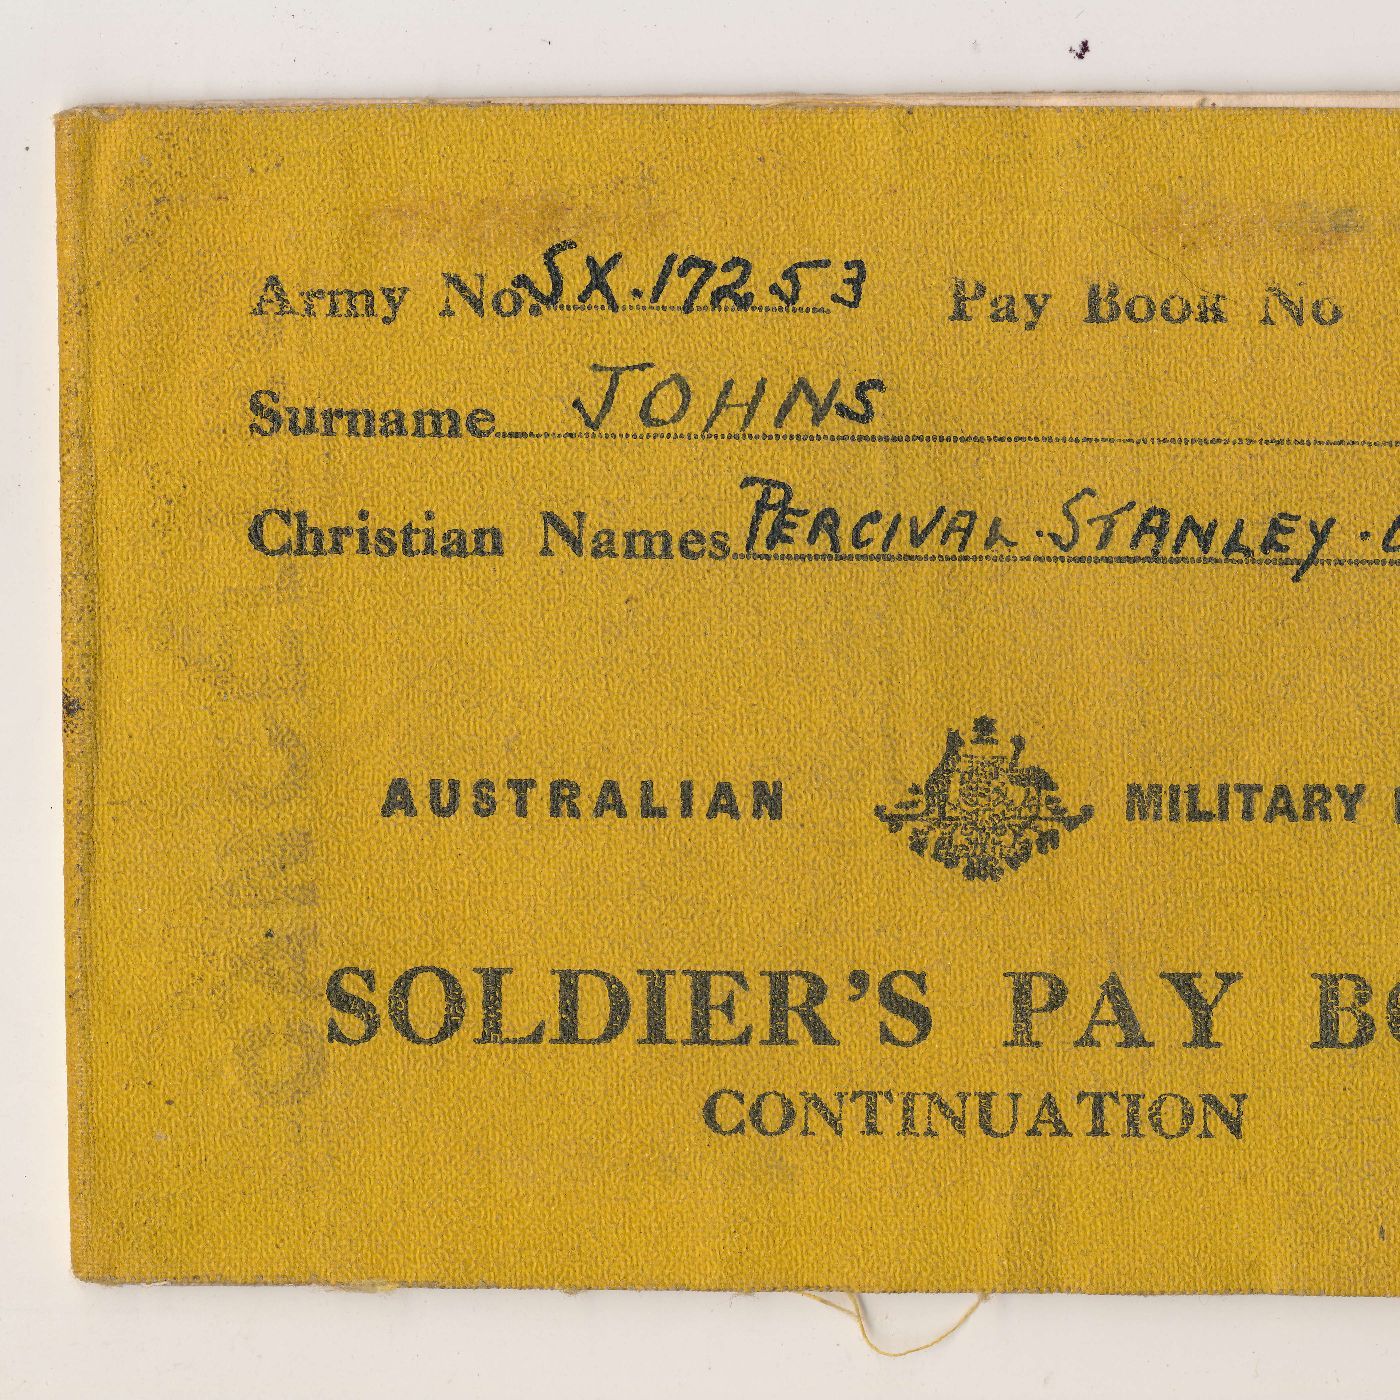 Army No. SX.17253 Pay Book No
Surname JOHNS
Christian Names PERCIVAL. STANLEY.
AUSTRALIAN MILITARY
SOLDIER'S PAY
CONTINUATION